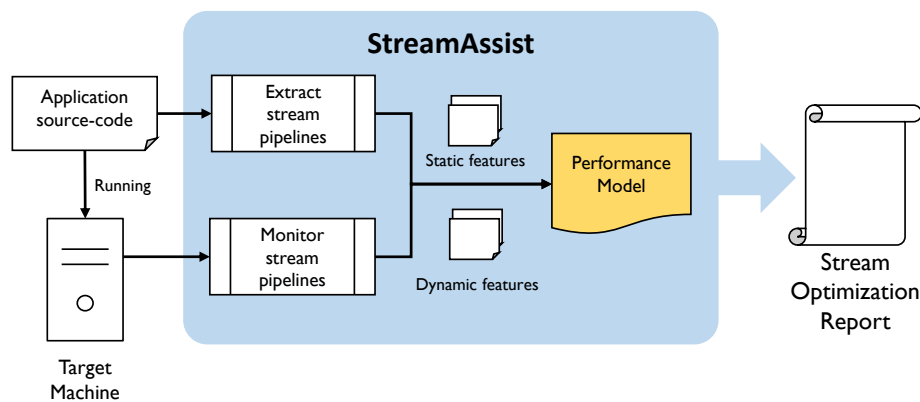 StreamAssist
Application
source-code
Extract
stream
pipelines
Static features
Performance
Model
Running
Monitor
stream
pipelines
Dynamic features
Stream
Optimization
Report
Target
Machine